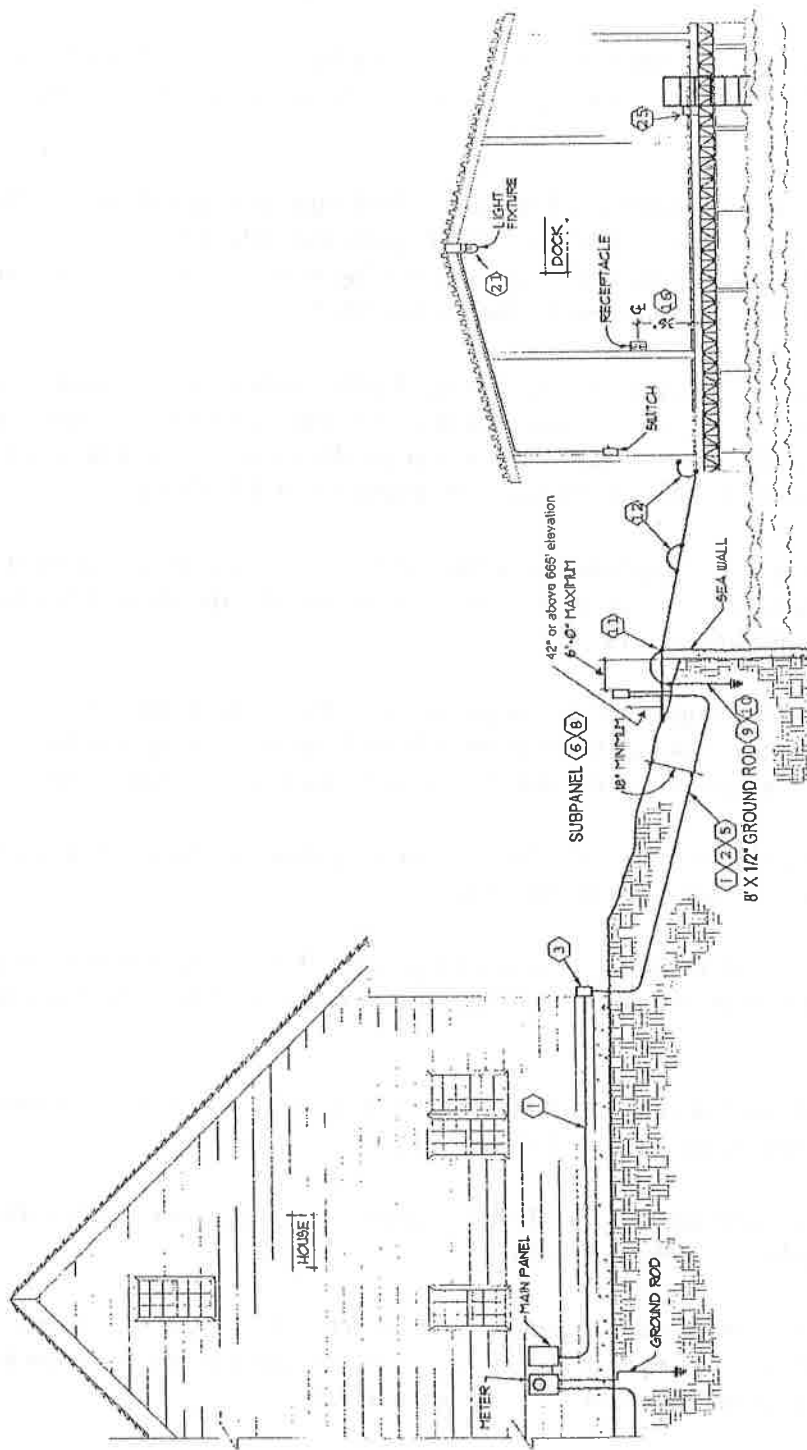 HOUSE
METER
MAIN PANEL
GROUND ROD
1
3
1 2 5
8' X 1/2" GROUND ROD 9 10
SUBPANEL 6 8
18" MINIMUM
42" or above 665' elevation
6'-0" MAXIMUM
11
SEA WALL
12
SWITCH
RECEPTACLE
16
21
LIGHT
FIXTURE
DOCK
25